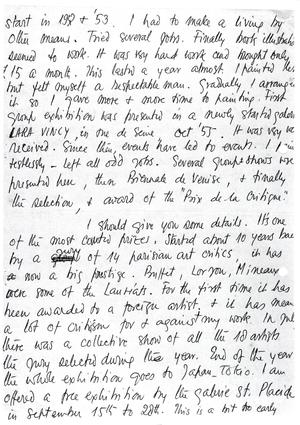 start in 1952 & '53. I had to make a living by
other means. Tried several jobs. Finally book illustrations
seemed to work. It was very hard work and brought only
£15 a month. This lasted a year almost. I painted less
but felt myself a respectable man. Gradually I arranged
it so I gave more & more time to painting. First
group exhibition was presented in a newly started galerie
LARA VINCY, in rue de Seine Oct '55. It was very well
received. Since then, events have led to events. I
restlessly – left all odd jobs. Several groups shows were
presented here, then Biennale de Venise, & finally
the selection, & award of the "Prix de la Critique."
I should give you some details. It's one
of the most coveted prizes. Started about 10 years back
by a jury of 14 parisian art critics, it has
now a big prestige. Buffet, Lorjou, Minaux
were some of the Lauriats. For the first time it has
been awarded to a foreign artist, & it has meant
a lot of criticism for & against my work. In
there was a collective show of all the 18 artists
the jury selected during the year. End of the year
the whole exhibition goes to Japan – Tokio. I am
offered a free exhibition by the galerie St. Placide
in September 15th to 28th. This is a bit too early